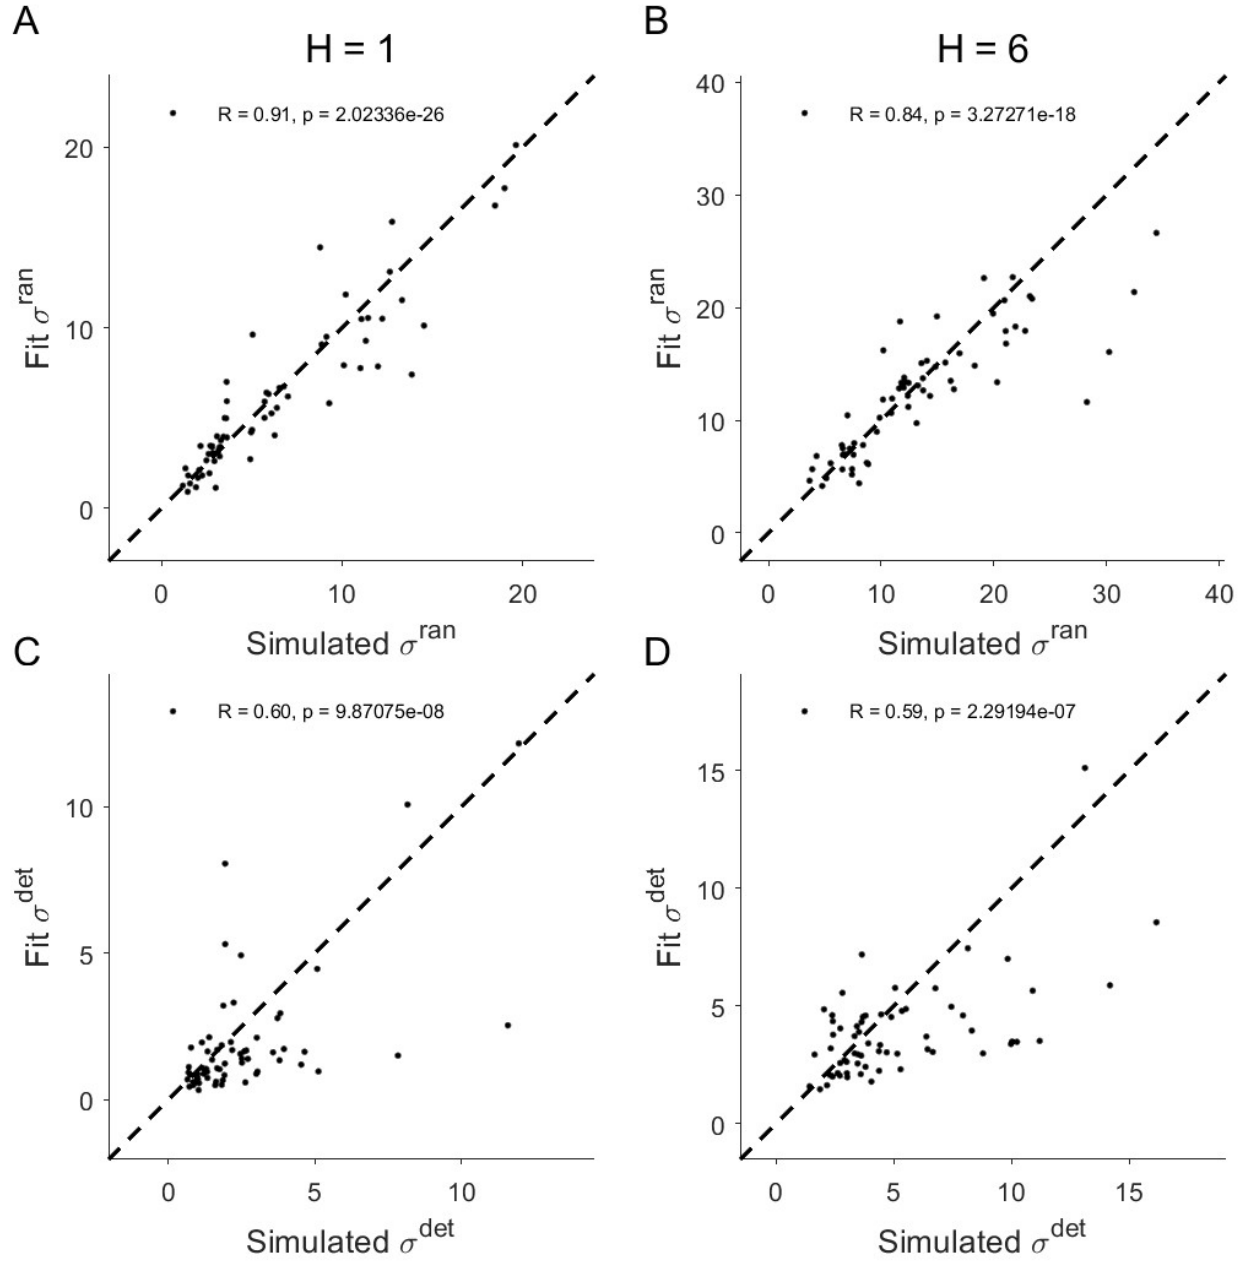 A
H = 1
R = 0.91, p = 2.02336e-26
20
10
0
Fit σ^ran
0 10 20
Simulated σ^ran
B
H = 6
R = 0.84, p = 3.27271e-18
40
30
20
10
0
Fit σ^ran
0 10 20 30 40
Simulated σ^ran
C
R = 0.60, p = 9.87075e-08
10
5
0
Fit σ^det
0 5 10
Simulated σ^det
D
R = 0.59, p = 2.29194e-07
15
10
5
0
Fit σ^det
0 5 10 15
Simulated σ^det